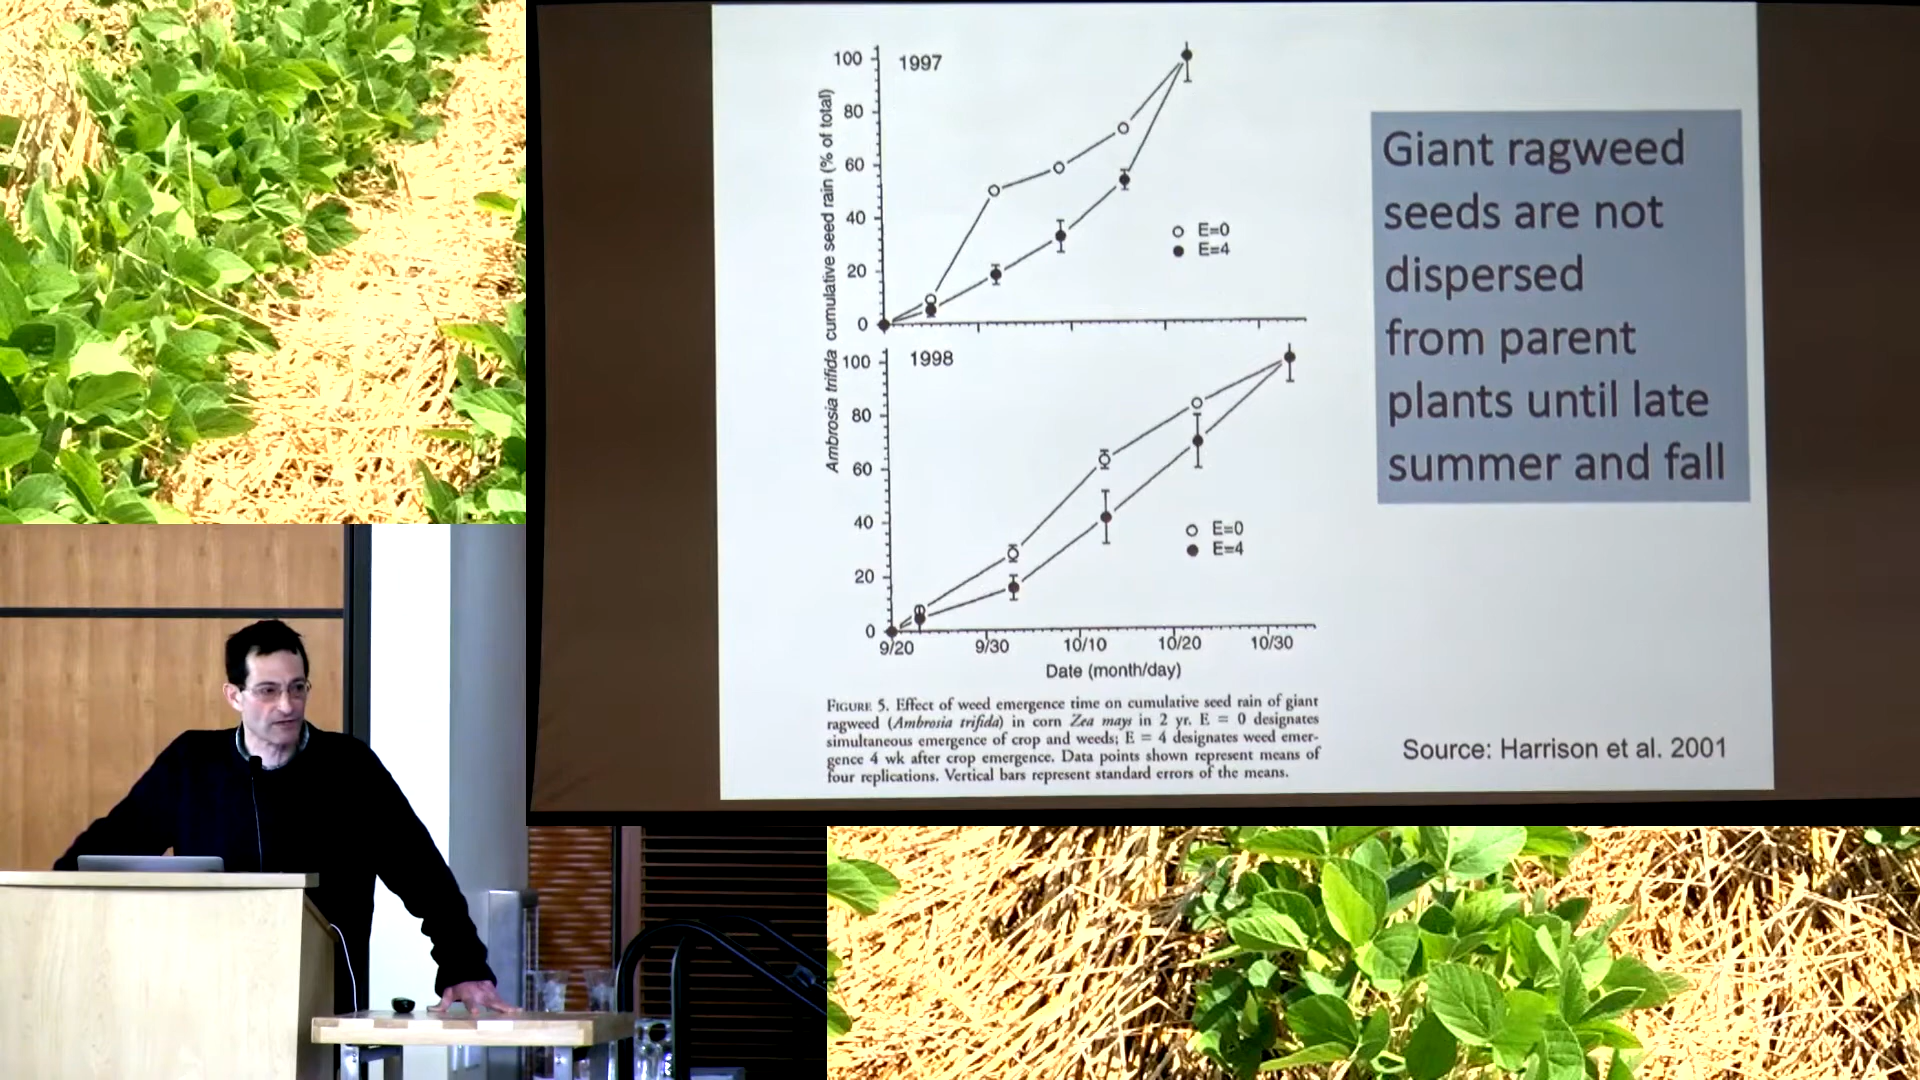 100
1997
80
60
40
20
0
E=0
E=4
Ambrosia trifida cumulative seed rain (% of total)
100
1998
80
60
40
20
0
E=0
E=4
9/20 9/30 10/10 10/20 10/30
Date (month/day)
FIGURE 5. Effect of weed emergence time on cumulative seed rain of giant
ragweed (Ambrosia trifida) in corn Zea mays in 2 yr. E = 0 designates
simultaneous emergence of crop and weeds; E = 4 designates weed emer-
gence 4 wk after crop emergence. Data points shown represent means of
four replications. Vertical bars represent standard errors of the means.
Giant ragweed
seeds are not
dispersed
from parent
plants until late
summer and fall
Source: Harrison et al. 2001